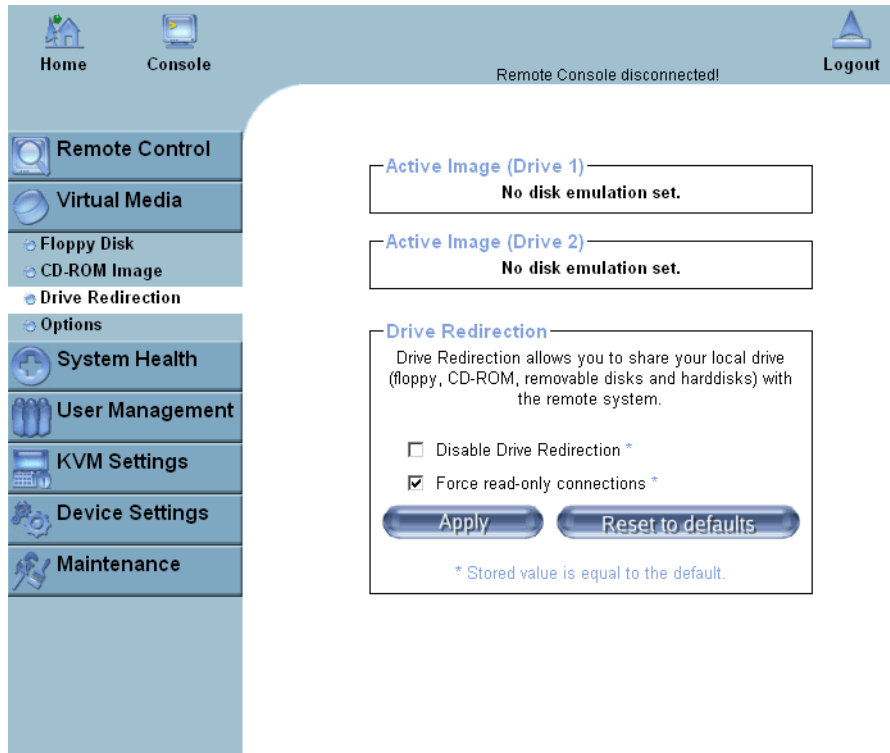 Home
Console
Remote Console disconnected!
Logout
Remote Control
Virtual Media
Floppy Disk
CD-ROM Image
Drive Redirection
Options
System Health
User Management
KVM Settings
Device Settings
Maintenance
Active Image (Drive 1)
No disk emulation set.
Active Image (Drive 2)
No disk emulation set.
Drive Redirection
Drive Redirection allows you to share your local drive
(floppy, CD-ROM, removable disks and harddisks) with
the remote system.
Disable Drive Redirection *
Force read-only connections *
Apply
Reset to defaults
* Stored value is equal to the default.